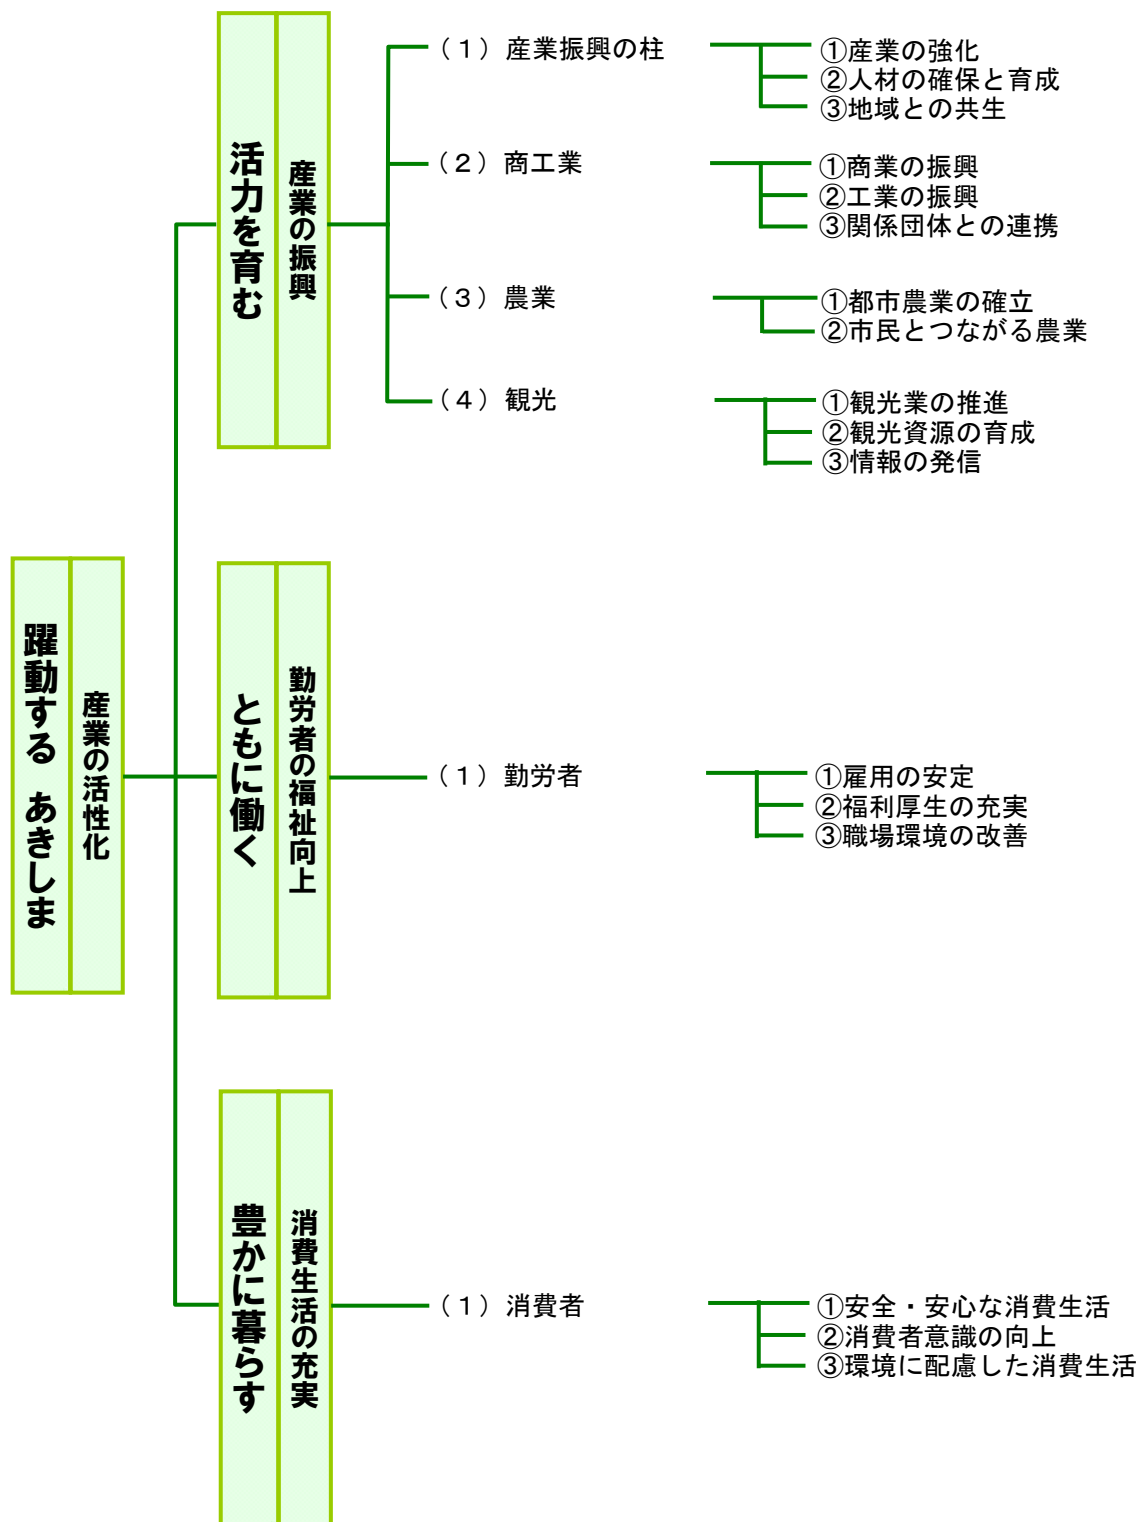 躍動する あきしま
産業の活性化
活力を育む
産業の振興
（１）産業振興の柱
①産業の強化
②人材の確保と育成
③地域との共生
（２）商工業
①商業の振興
②工業の振興
③関係団体との連携
（３）農業
①都市農業の確立
②市民とつながる農業
（４）観光
①観光業の推進
②観光資源の育成
③情報の発信
ともに働く
勤労者の福祉向上
（１）勤労者
①雇用の安定
②福利厚生の充実
③職場環境の改善
豊かに暮らす
消費生活の充実
（１）消費者
①安全・安心な消費生活
②消費者意識の向上
③環境に配慮した消費生活